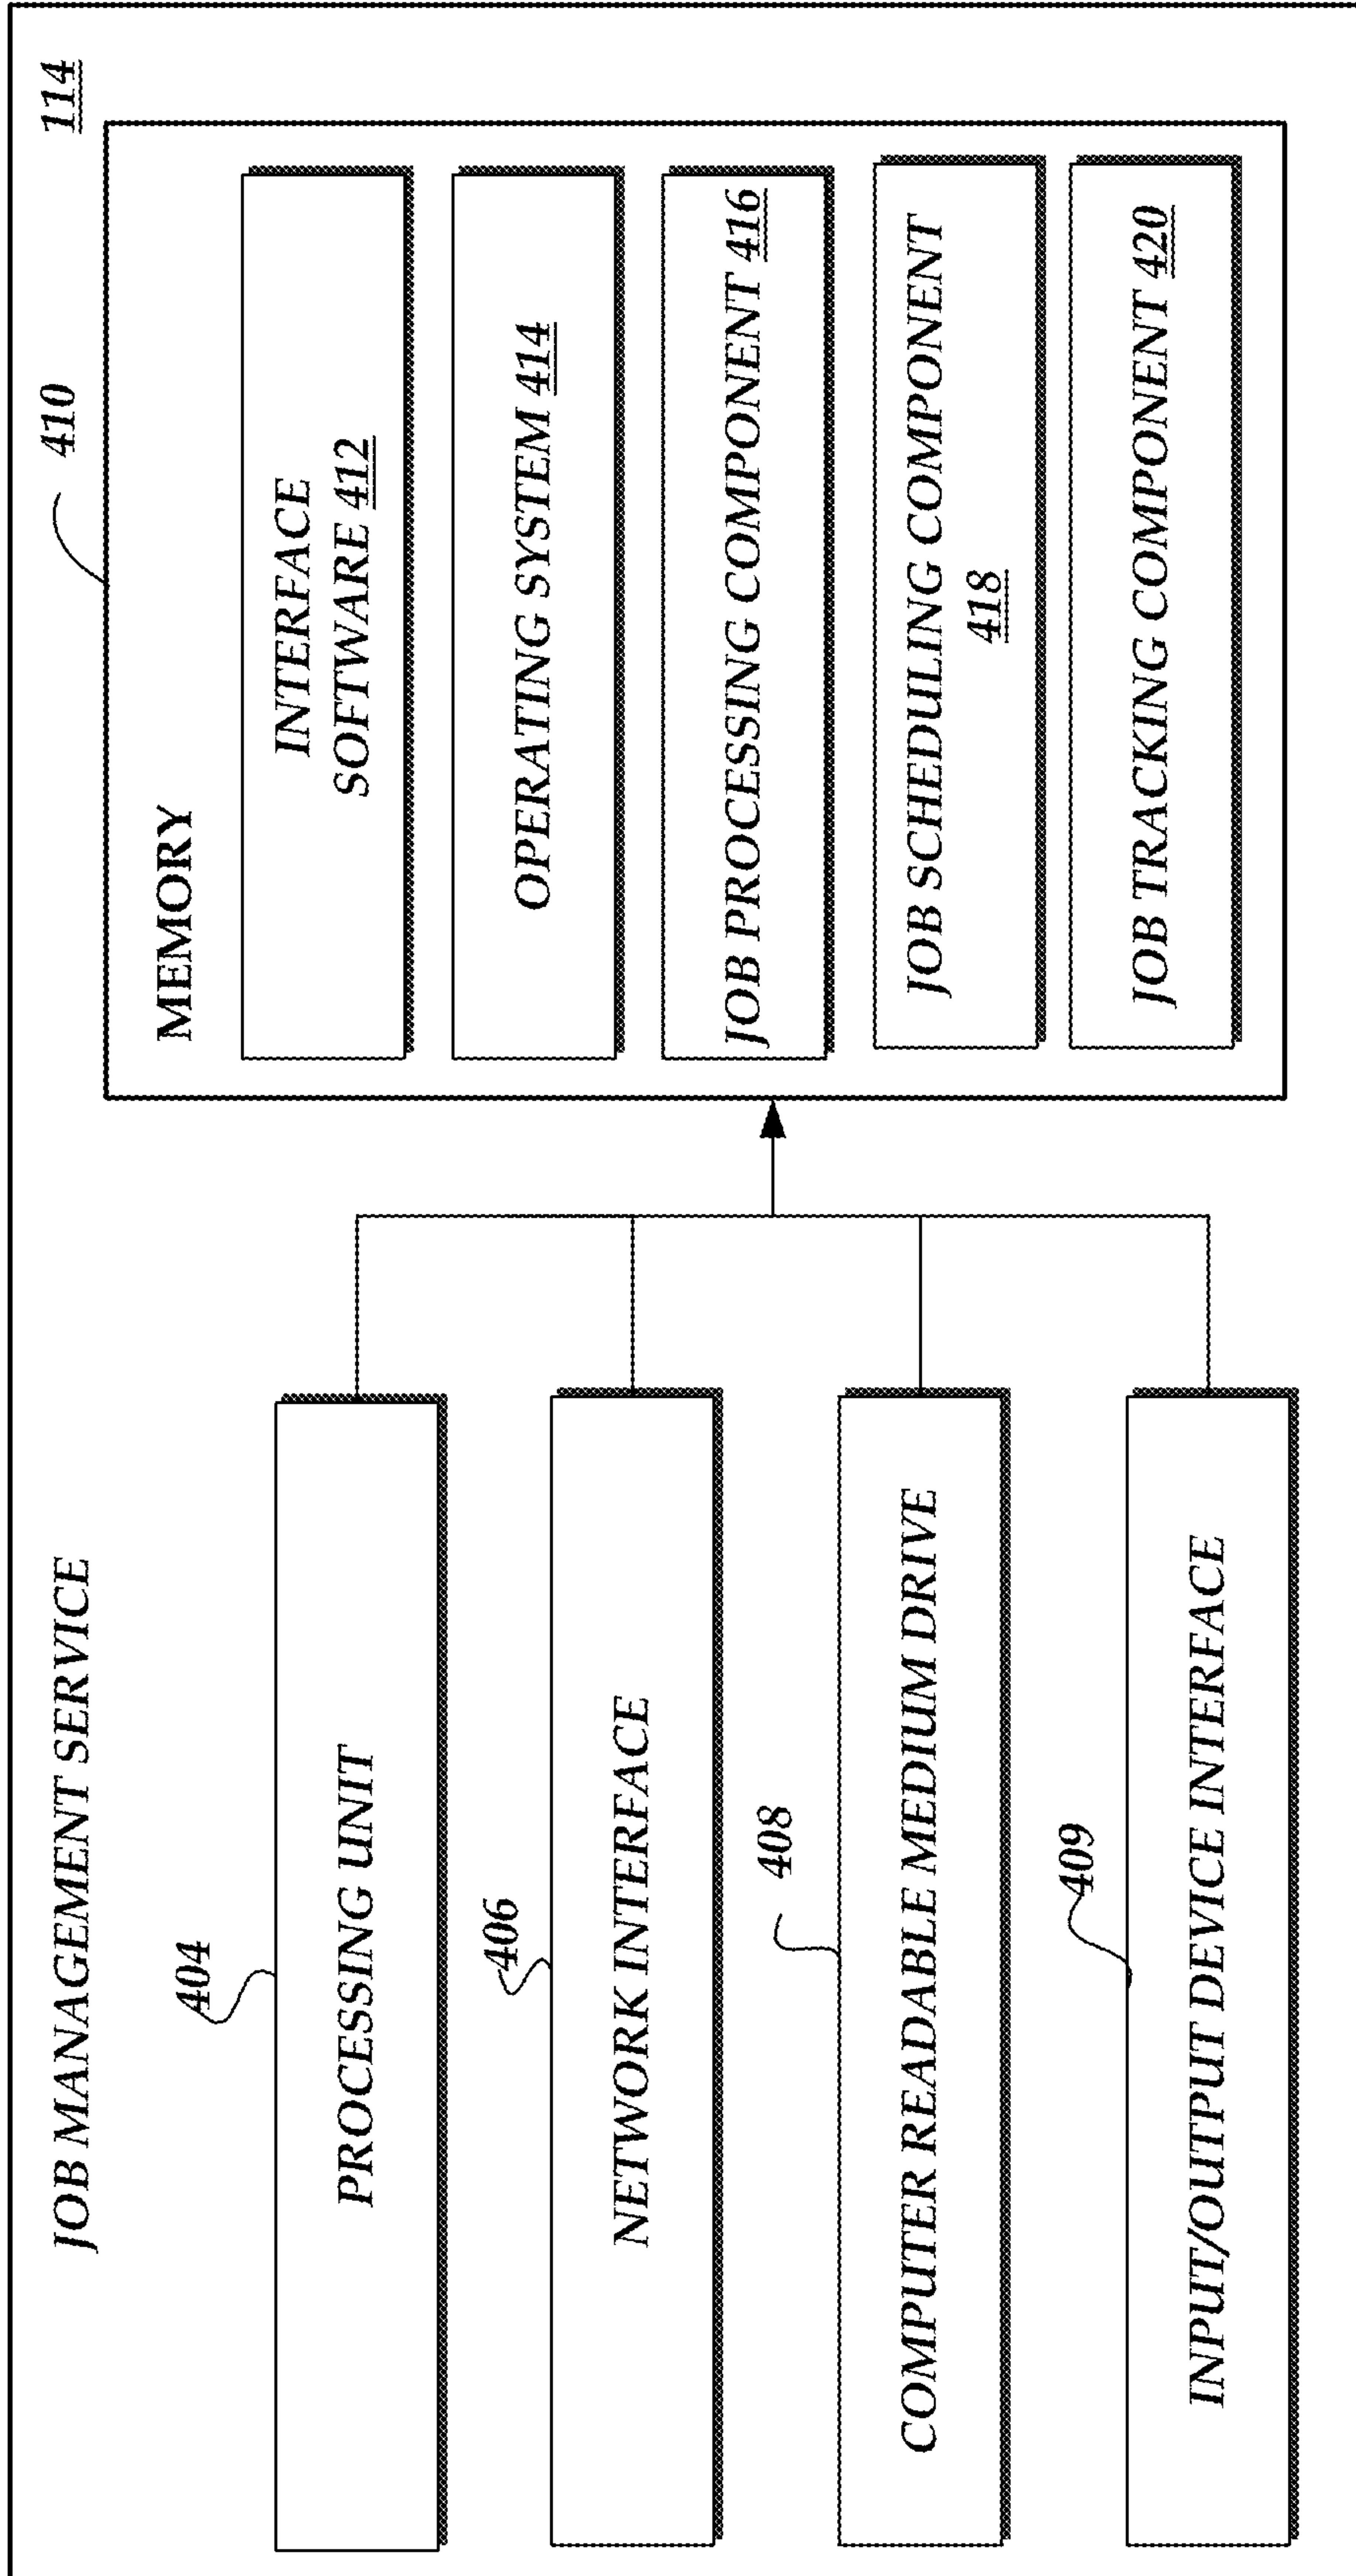 JOB MANAGEMENT SERVICE
114
404
PROCESSING UNIT
406
NETWORK INTERFACE
408
COMPUTER READABLE MEDIUM DRIVE
409
INPUT/OUTPUT DEVICE INTERFACE
410
MEMORY
INTERFACE
SOFTWARE 412
OPERATING SYSTEM 414
JOB PROCESSING COMPONENT 416
JOB SCHEDULING COMPONENT
418
JOB TRACKING COMPONENT 420